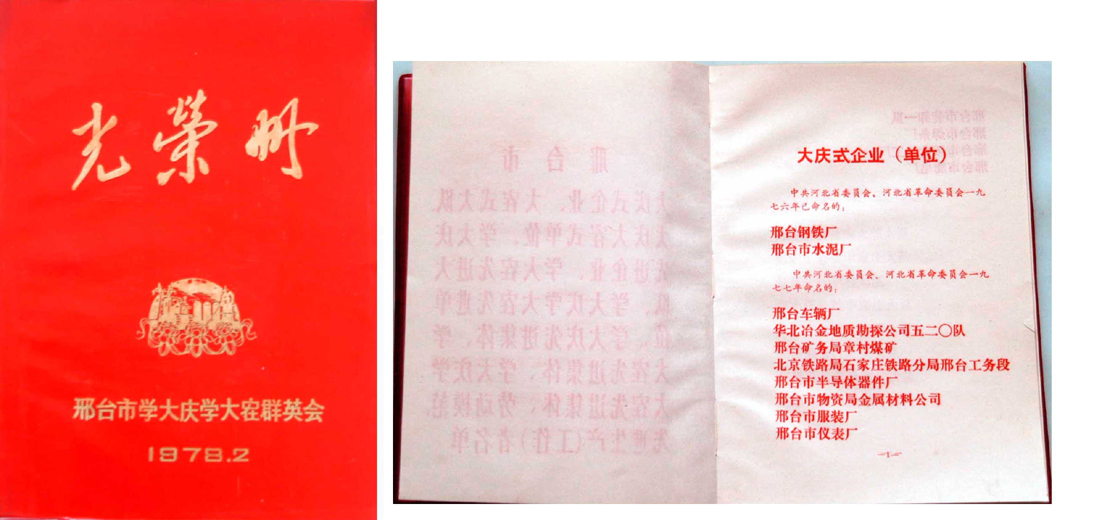 光榮册
邢台市学大庆学大寨群英会
1978.2
大庆式企业（单位）
中共河北省委员会、河北省革命委员会一九
七六年已命名的：
邢台钢铁厂
邢台市水泥厂
中共河北省委员会、河北省革命委员会一九
七七年命名的：
邢台车辆厂
华北冶金地质勘探公司五二〇队
邢台矿务局章村煤矿
北京铁路局石家庄铁路分局邢台工务段
邢台市半导体器件厂
邢台市物资局金属材料公司
邢台市服装厂
邢台市仪表厂
—1—